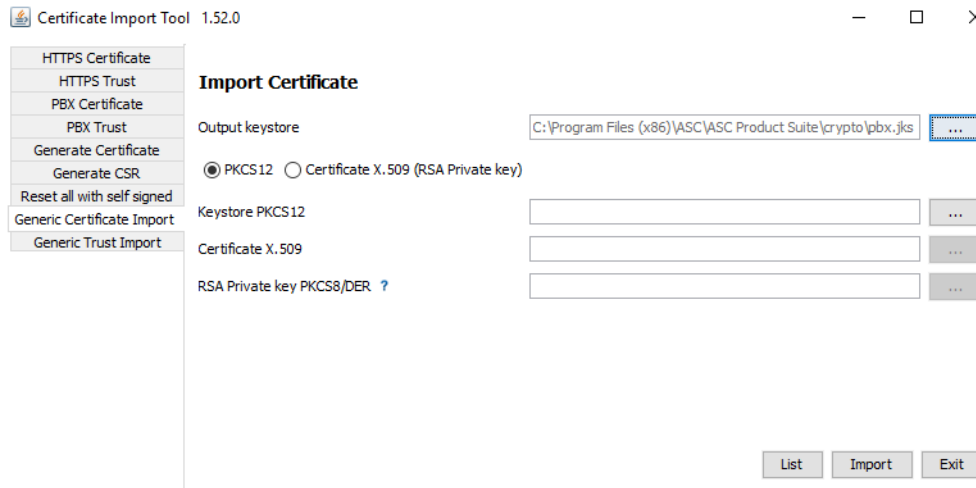 Certificate Import Tool 1.52.0
HTTPS Certificate
HTTPS Trust
PBX Certificate
PBX Trust
Generate Certificate
Generate CSR
Reset all with self signed
Generic Certificate Import
Generic Trust Import
Import Certificate
Output keystore
C:\Program Files (x86)\ASC\ASC Product Suite\crypto\pbx.jks
...
PKCS12 Certificate X.509 (RSA Private key)
Keystore PKCS12
...
Certificate X.509
...
RSA Private key PKCS8/DER ?
...
List Import Exit